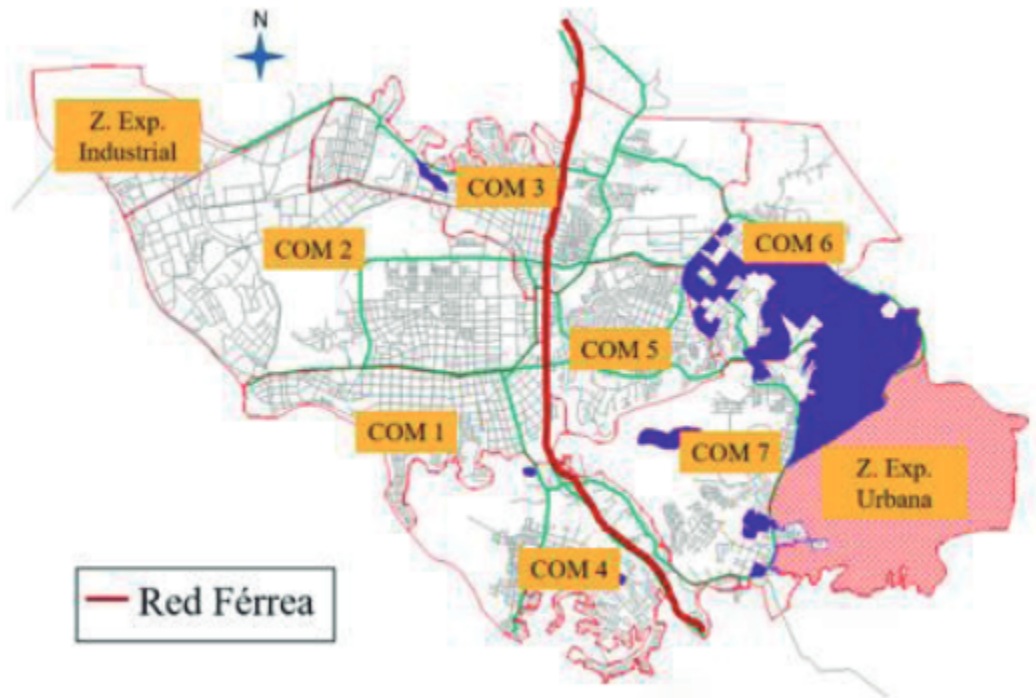 N
Z. Exp.
Industrial
COM 3
COM 2
COM 6
COM 5
COM 1
COM 7
Z. Exp.
Urbana
COM 4
Red Férrea